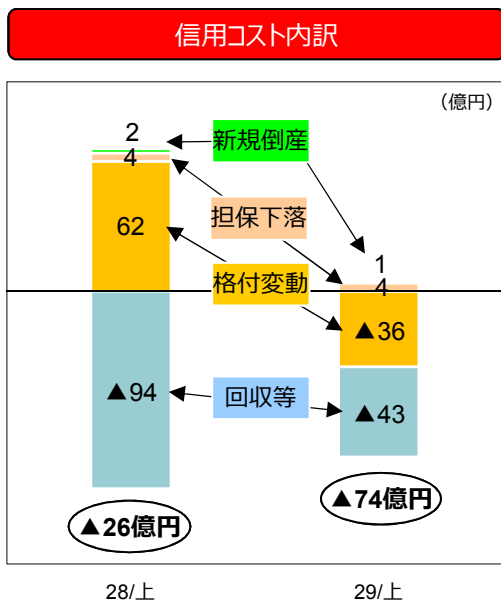 信用コスト内訳
（億円）
2
新規倒産
4
担保下落
62
1
格付変動
4
▲36
▲94
回収等
▲43
▲26億円
▲74億円
28/上
29/上